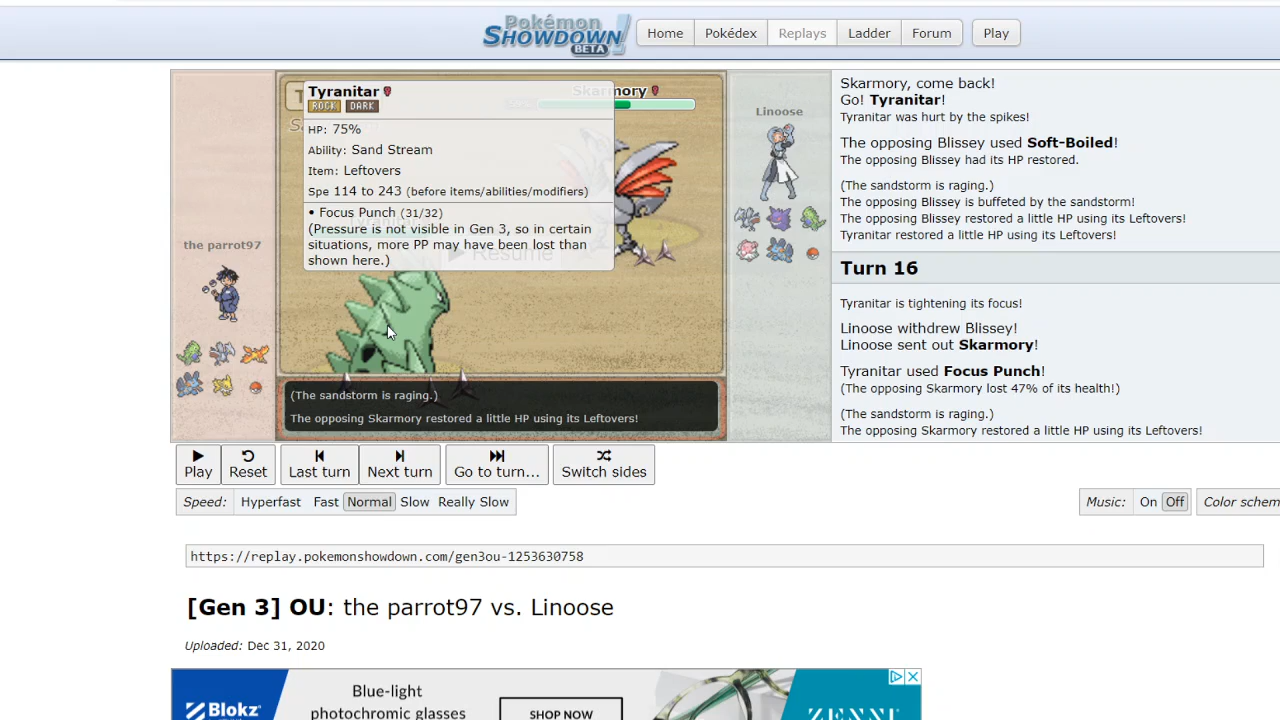 Pokémon
SHOWDOWN!
BETA
Home
Pokédex
Replays
Ladder
Forum
Play
Tyranitar
ROCK DARK
HP: 75%
Ability: Sand Stream
Item: Leftovers
Spe 114 to 243 (before items/abilities/modifiers)
• Focus Punch (31/32)
(Pressure is not visible in Gen 3, so in certain
situations, more PP may have been lost than
shown here.)
Resume
Skarmory
the parrot97
Linoose
(The sandstorm is raging.)
The opposing Skarmory restored a little HP using its Leftovers!
Skarmory, come back!
Go! Tyranitar!
Tyranitar was hurt by the spikes!
The opposing Blissey used Soft-Boiled!
The opposing Blissey had its HP restored.
(The sandstorm is raging.)
The opposing Blissey is buffeted by the sandstorm!
The opposing Blissey restored a little HP using its Leftovers!
Tyranitar restored a little HP using its Leftovers!
Turn 16
Tyranitar is tightening its focus!
Linoose withdrew Blissey!
Linoose sent out Skarmory!
Tyranitar used Focus Punch!
(The opposing Skarmory lost 47% of its health!)
(The sandstorm is raging.)
The opposing Skarmory restored a little HP using its Leftovers!
Play
Reset
Last turn
Next turn
Go to turn...
Switch sides
Speed: Hyperfast Fast Normal Slow Really Slow
Music: On Off
Color schem
https://replay.pokemonshowdown.com/gen3ou-1253630758
[Gen 3] OU: the parrot97 vs. Linoose
Uploaded: Dec 31, 2020
Blokz
Blue-light
photochromic glasses
SHOP NOW
ZENNI